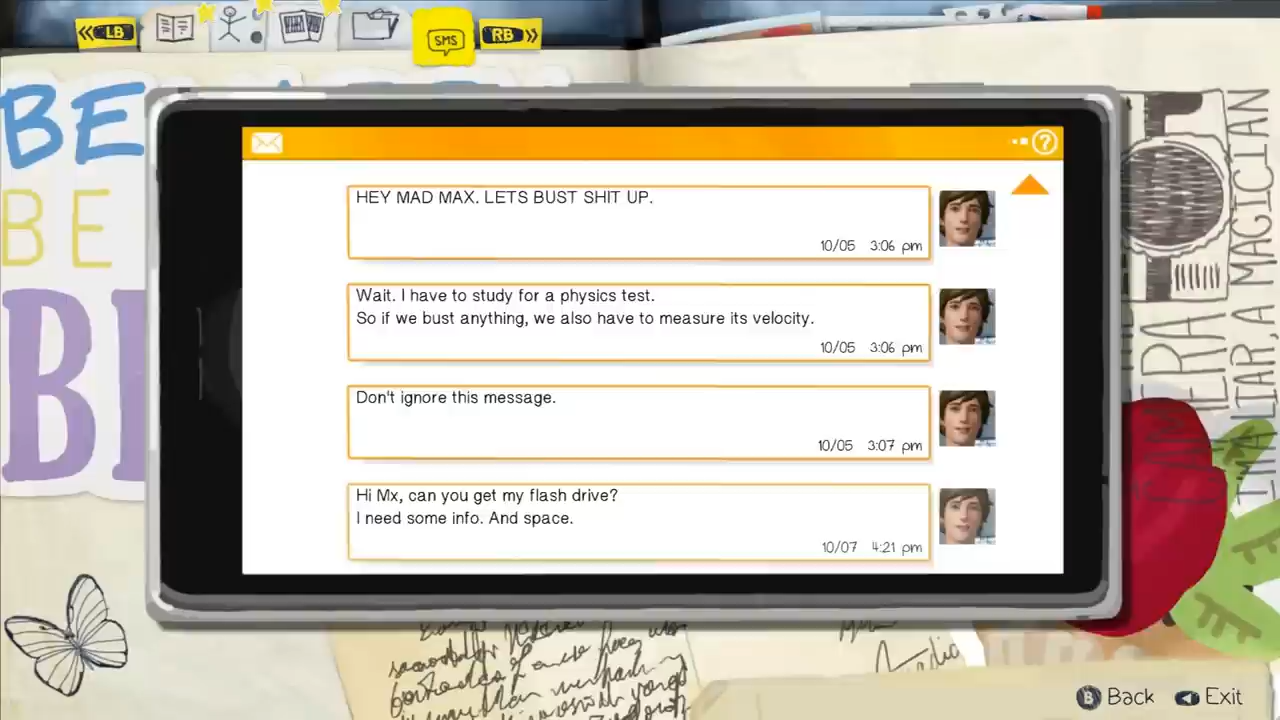 LB
SMS
RB
BE
BE
HEY MAD MAX. LETS BUST SHIT UP.
10/05 3:06 pm
Wait. I have to study for a physics test.
So if we bust anything, we also have to measure its velocity.
10/05 3:06 pm
Don't ignore this message.
10/05 3:07 pm
Hi Mx, can you get my flash drive?
I need some info. And space.
10/07 4:21 pm
I'M A LIAR, A MAGICIAN
B Back
Exit